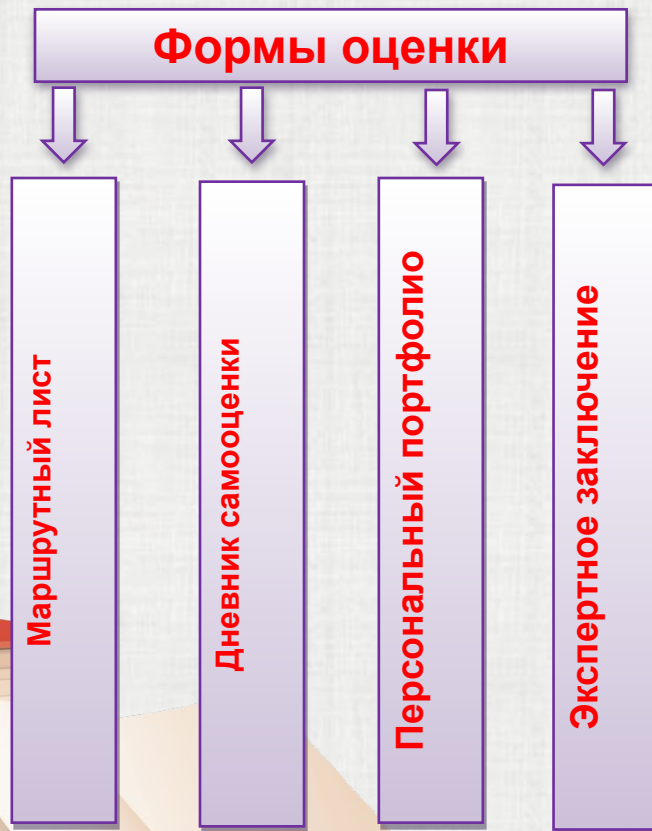 Формы оценки
Маршрутный лист
Дневник самооценки
Персональный портфолио
Экспертное заключение